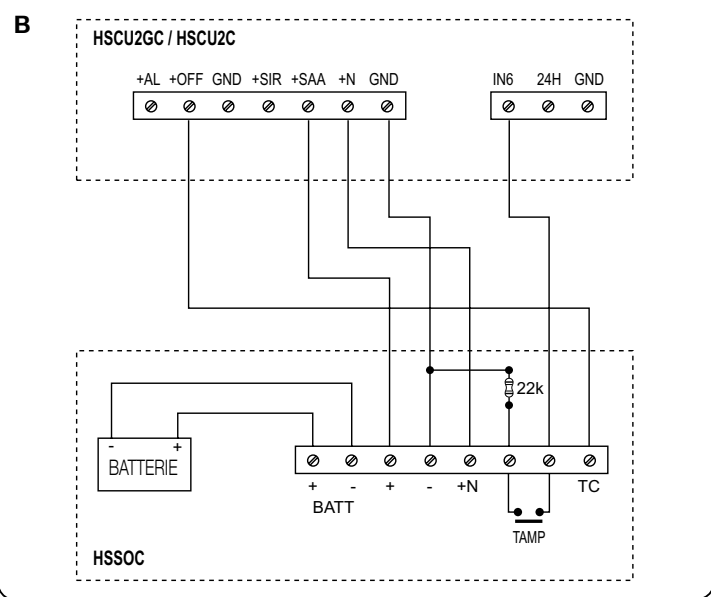 B
HSCU2GC / HSCU2C
+AL +OFF GND +SIR +SAA +N GND
IN6 24H GND
22k
- +
BATTERIE
+ - + - +N TC
BATT
TAMP
HSSOC